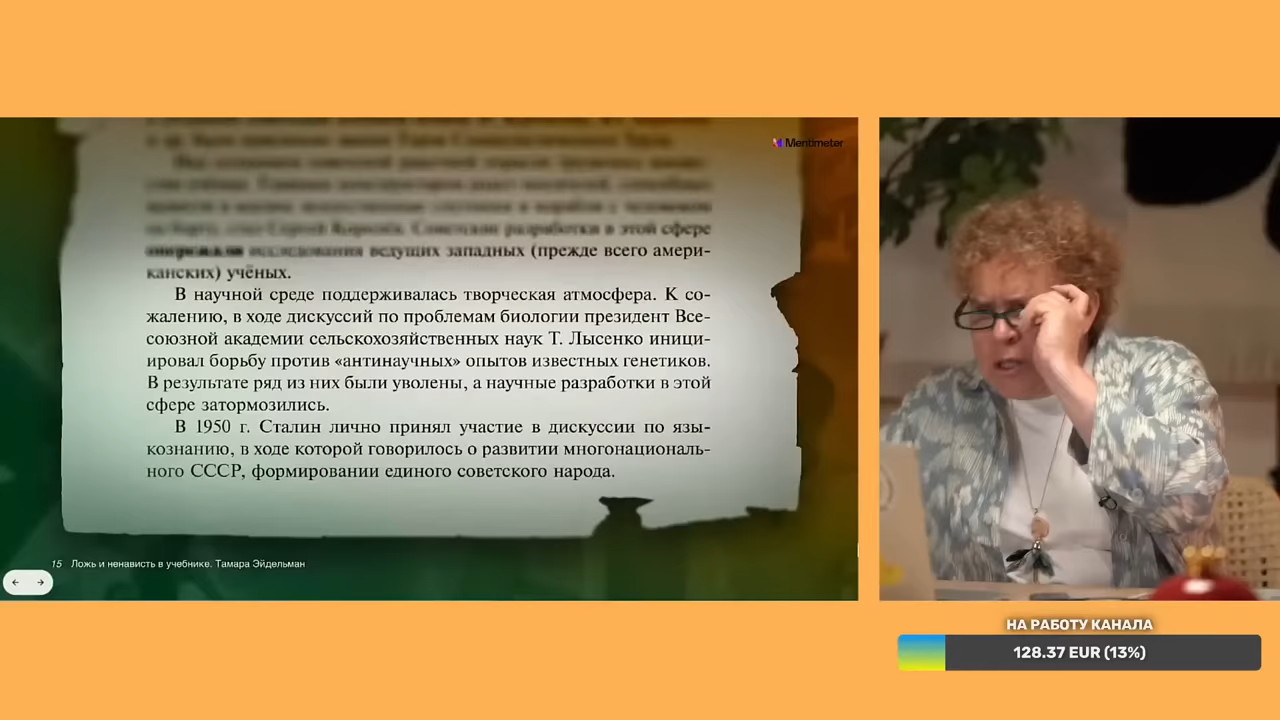 Mentimeter
Советские разработки в этой сфере
опережали исследования ведущих западных (прежде всего амери-
канских) учёных.
В научной среде поддерживалась творческая атмосфера. К со-
жалению, в ходе дискуссий по проблемам биологии президент Все-
союзной академии сельскохозяйственных наук Т. Лысенко иници-
ировал борьбу против «антинаучных» опытов известных генетиков.
В результате ряд из них были уволены, а научные разработки в этой
сфере затормозились.
В 1950 г. Сталин лично принял участие в дискуссии по язы-
кознанию, в ходе которой говорилось о развитии многонациональ-
ного СССР, формировании единого советского народа.
15 Ложь и ненависть в учебнике. Тамара Эйдельман
НА РАБОТУ КАНАЛА
128.37 EUR (13%)